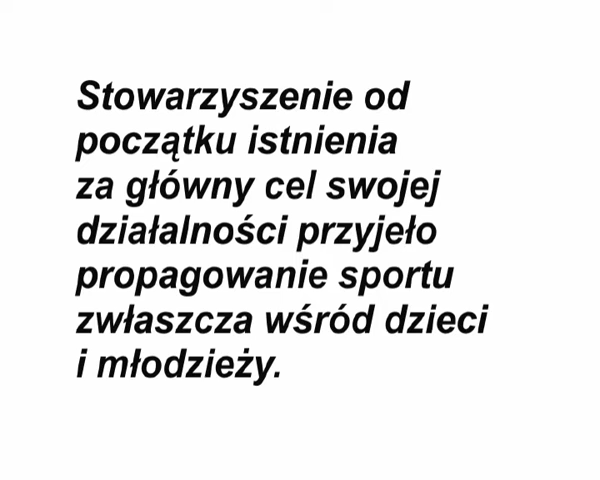 Stowarzyszenie od
początku istnienia
za główny cel swojej
działalności przyjeło
propagowanie sportu
zwłaszcza wśród dzieci
i młodzieży.